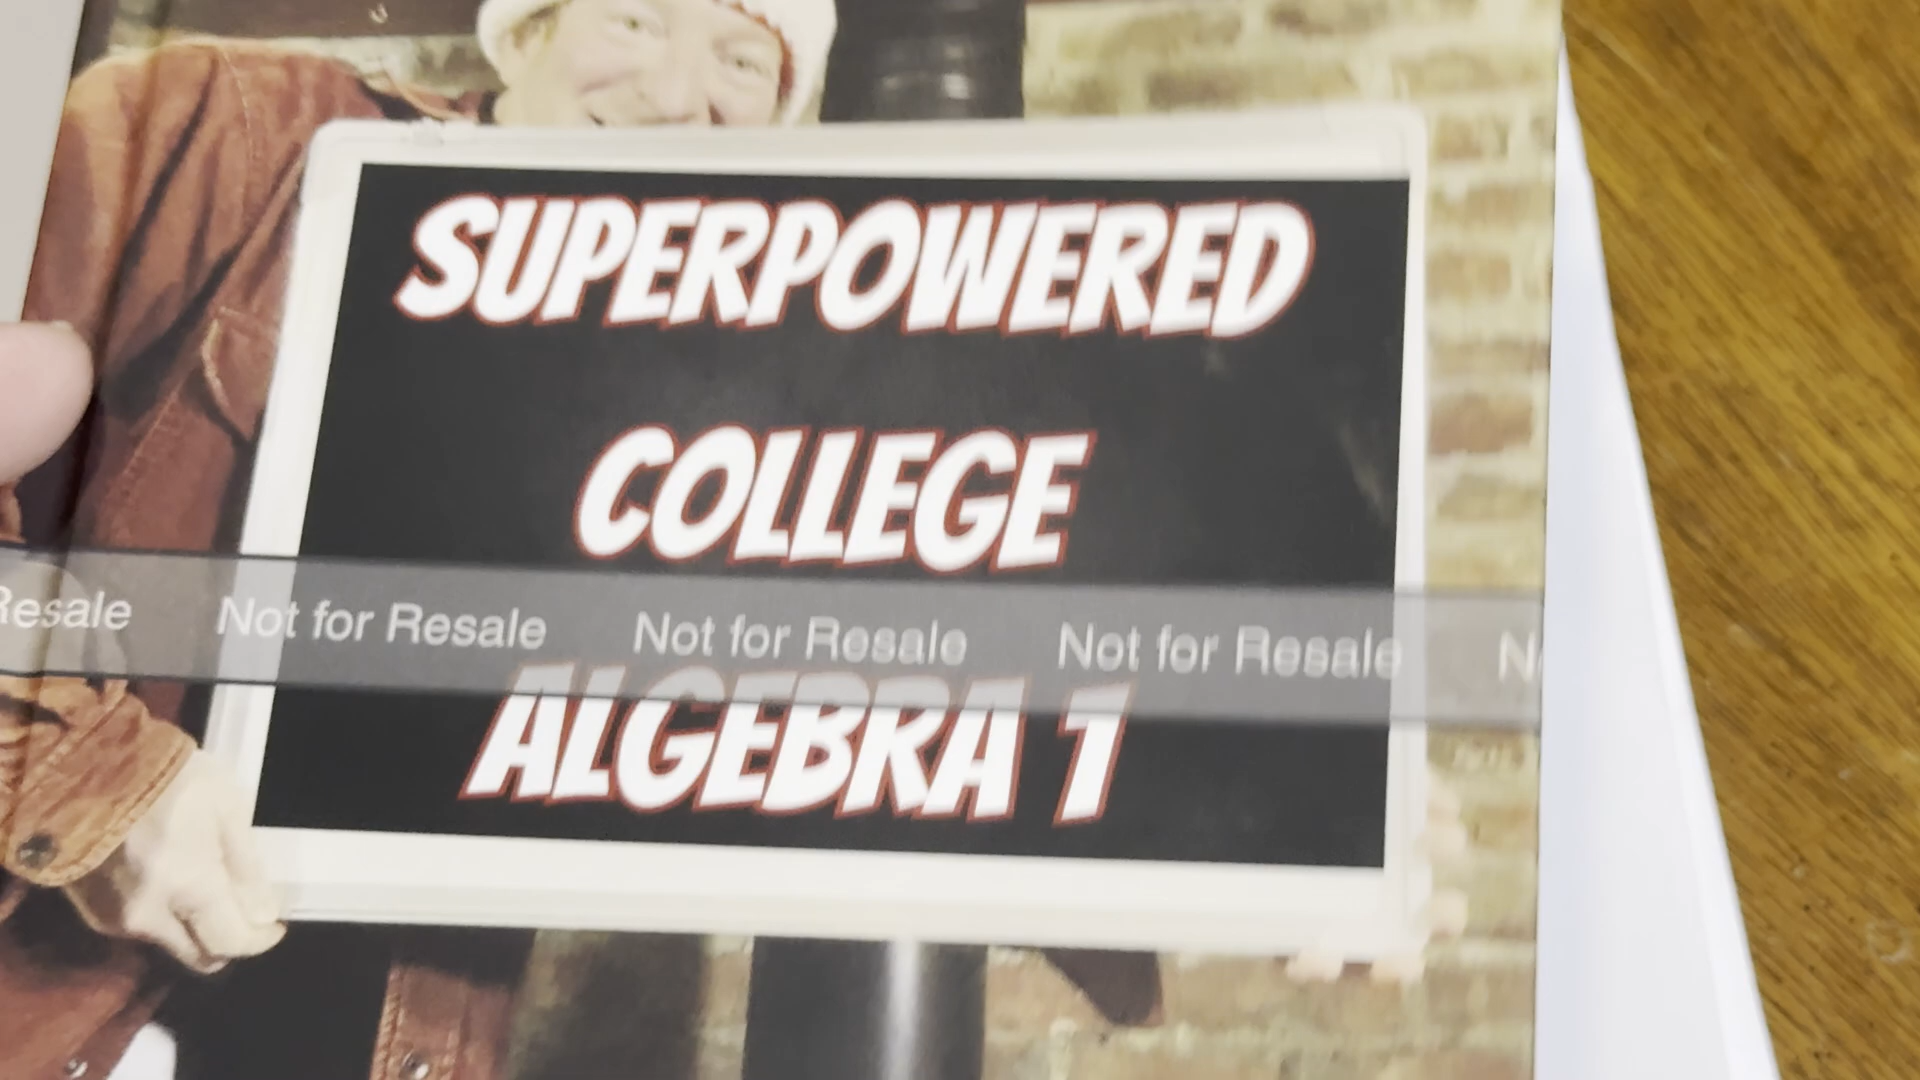 SUPERPOWERED
COLLEGE
Resale Not for Resale Not for Resale Not for Resale
ALGEBRA 1